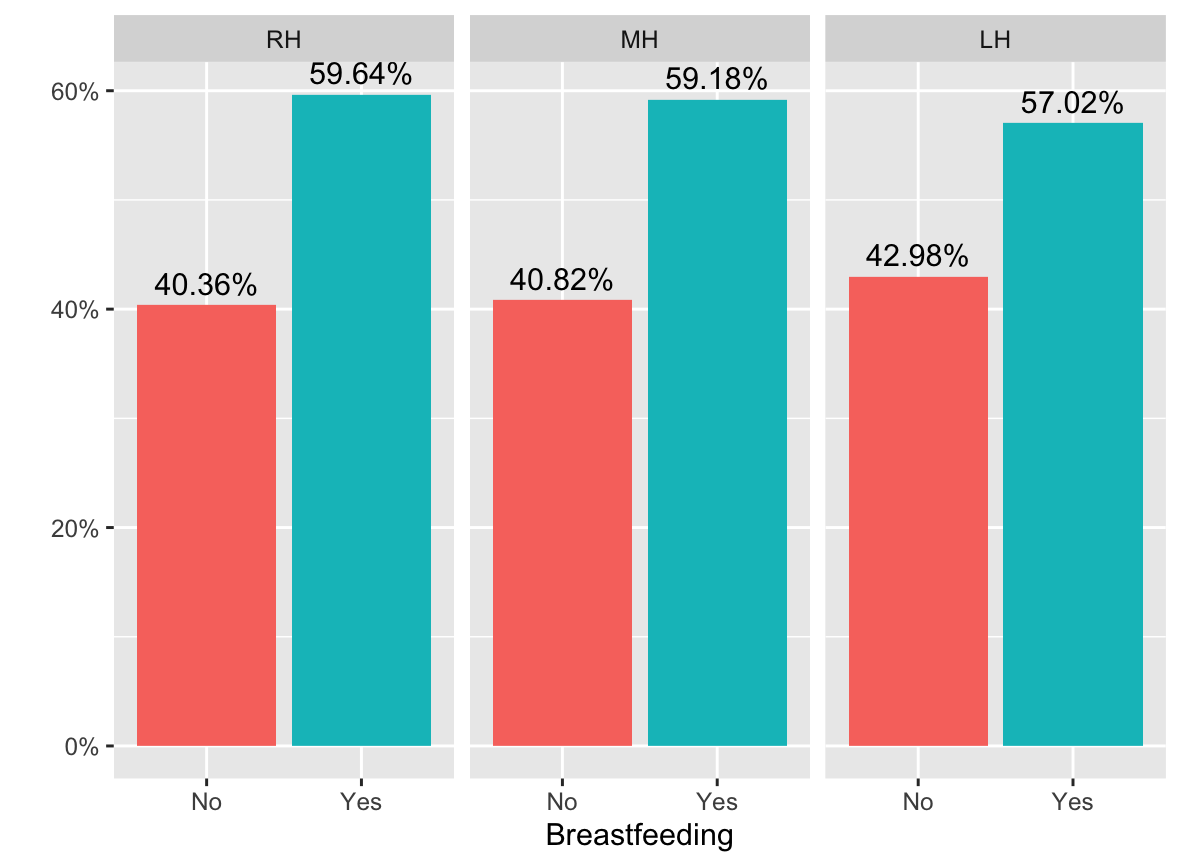 RH MH LH
59.64% 59.18% 57.02%
60%
40.36% 40.82% 42.98%
40%
20%
0%
No Yes No Yes No Yes
Breastfeeding